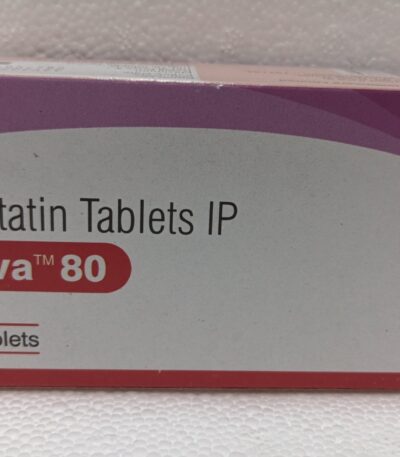 tatin Tablets IP
va™ 80
blets